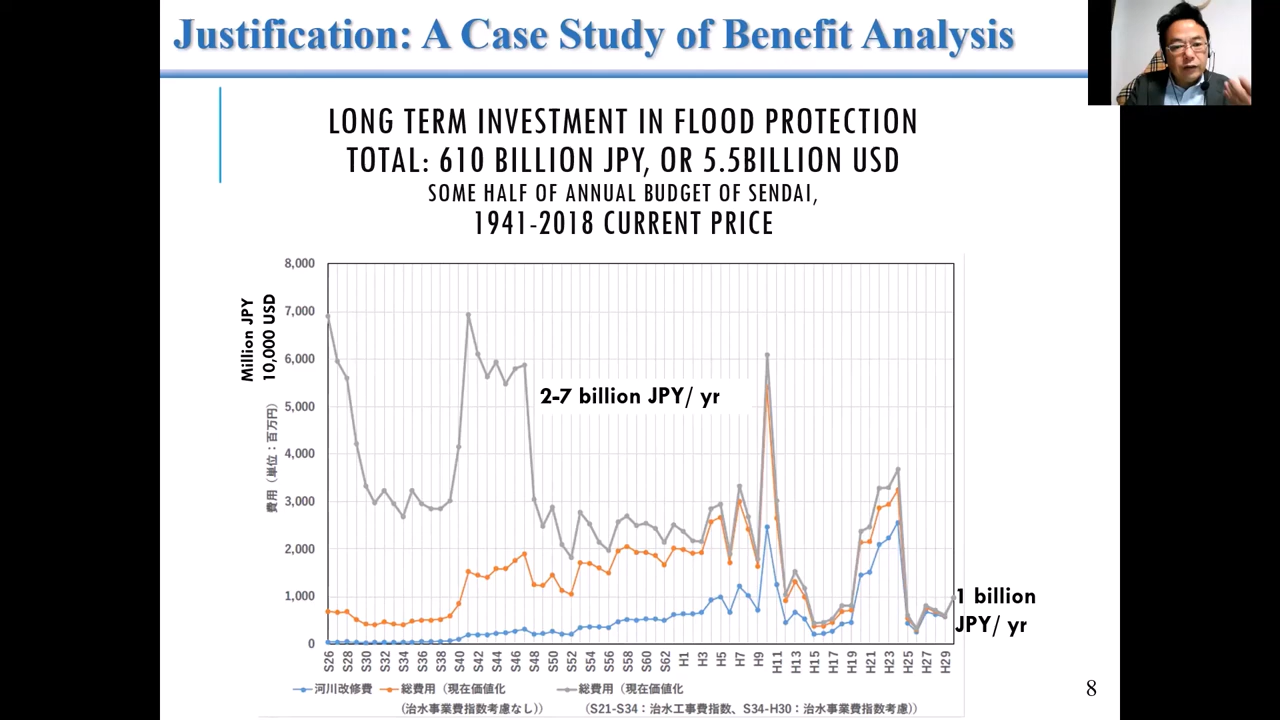 Justification: A Case Study of Benefit Analysis
LONG TERM INVESTMENT IN FLOOD PROTECTION
TOTAL: 610 BILLION JPY, OR 5.5BILLION USD
SOME HALF OF ANNUAL BUDGET OF SENDAI,
1941-2018 CURRENT PRICE
Million JPY
10,000 USD
費用（単位：百万円）
8,000
7,000
6,000
5,000
4,000
3,000
2,000
1,000
0
2-7 billion JPY/ yr
1 billion
JPY/ yr
S26 S28 S30 S32 S34 S36 S38 S40 S42 S44 S46 S48 S50 S52 S54 S56 S58 S60 S62 H1 H3 H5 H7 H9 H11 H13 H15 H17 H19 H21 H23 H25 H27 H29
河川改修費 総費用（現在価値化 総費用（現在価値化
(治水事業費指数考慮なし）） （S21-S34：治水工事費指数、S34-H30：治水事業費指数考慮））
8